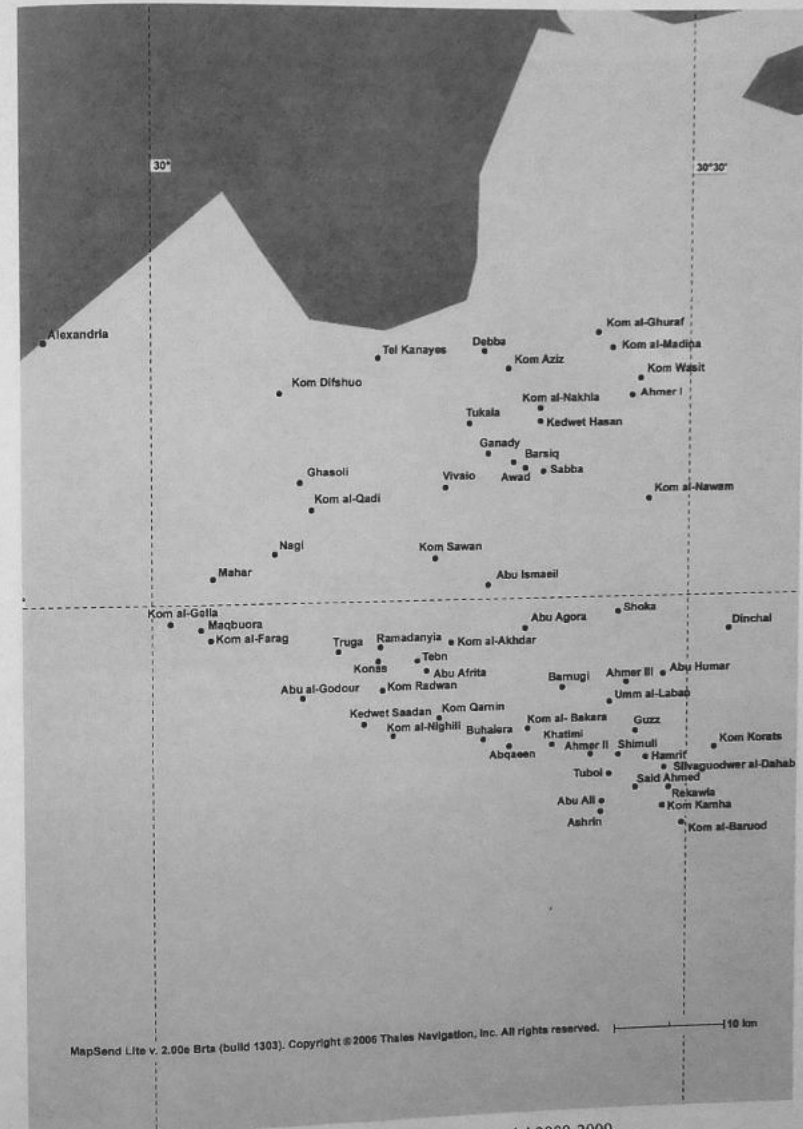 30°
30°30'
Alexandria
Kom al-Ghuraf
Debba
Kom al-Madina
Tel Kanayes
Kom Aziz
Kom Wasit
Kom Difshuo
Kom al-Nakhla
Ahmer I
Tukala
Kedwet Hasan
Ganady
Barsiq
Awad
Sabba
Ghasoli
Vivaio
Kom al-Nawam
Kom al-Qadi
Nagi
Kom Sawan
Mahar
Abu Ismaeil
Kom al-Gella
Shoka
Maqbuora
Abu Agora
Dinchal
Kom al-Farag
Truga
Ramadanyia
Kom al-Akhdar
Konas
Tebn
Abu Afrita
Barnugi
Ahmer III
Abu Humar
Abu al-Godour
Kom Radwan
Umm al-Laban
Kedwet Saadan
Kom Qamin
Kom al-Nighili
Buhaiera
Kom al- Bakara
Guzz
Khatimi
Kom Korats
Abqaeen
Ahmer II
Shimuli
Hamrit
Silvaguodwer al-Dahab
Tubol
Said Ahmed
Rekawia
Abu Ali
Kom Kamha
Ashrin
Kom al-Baruod
10 km
MapSend Lite v. 2.00e Brta (build 1303). Copyright ©2005 Thales Navigation, Inc. All rights reserved.